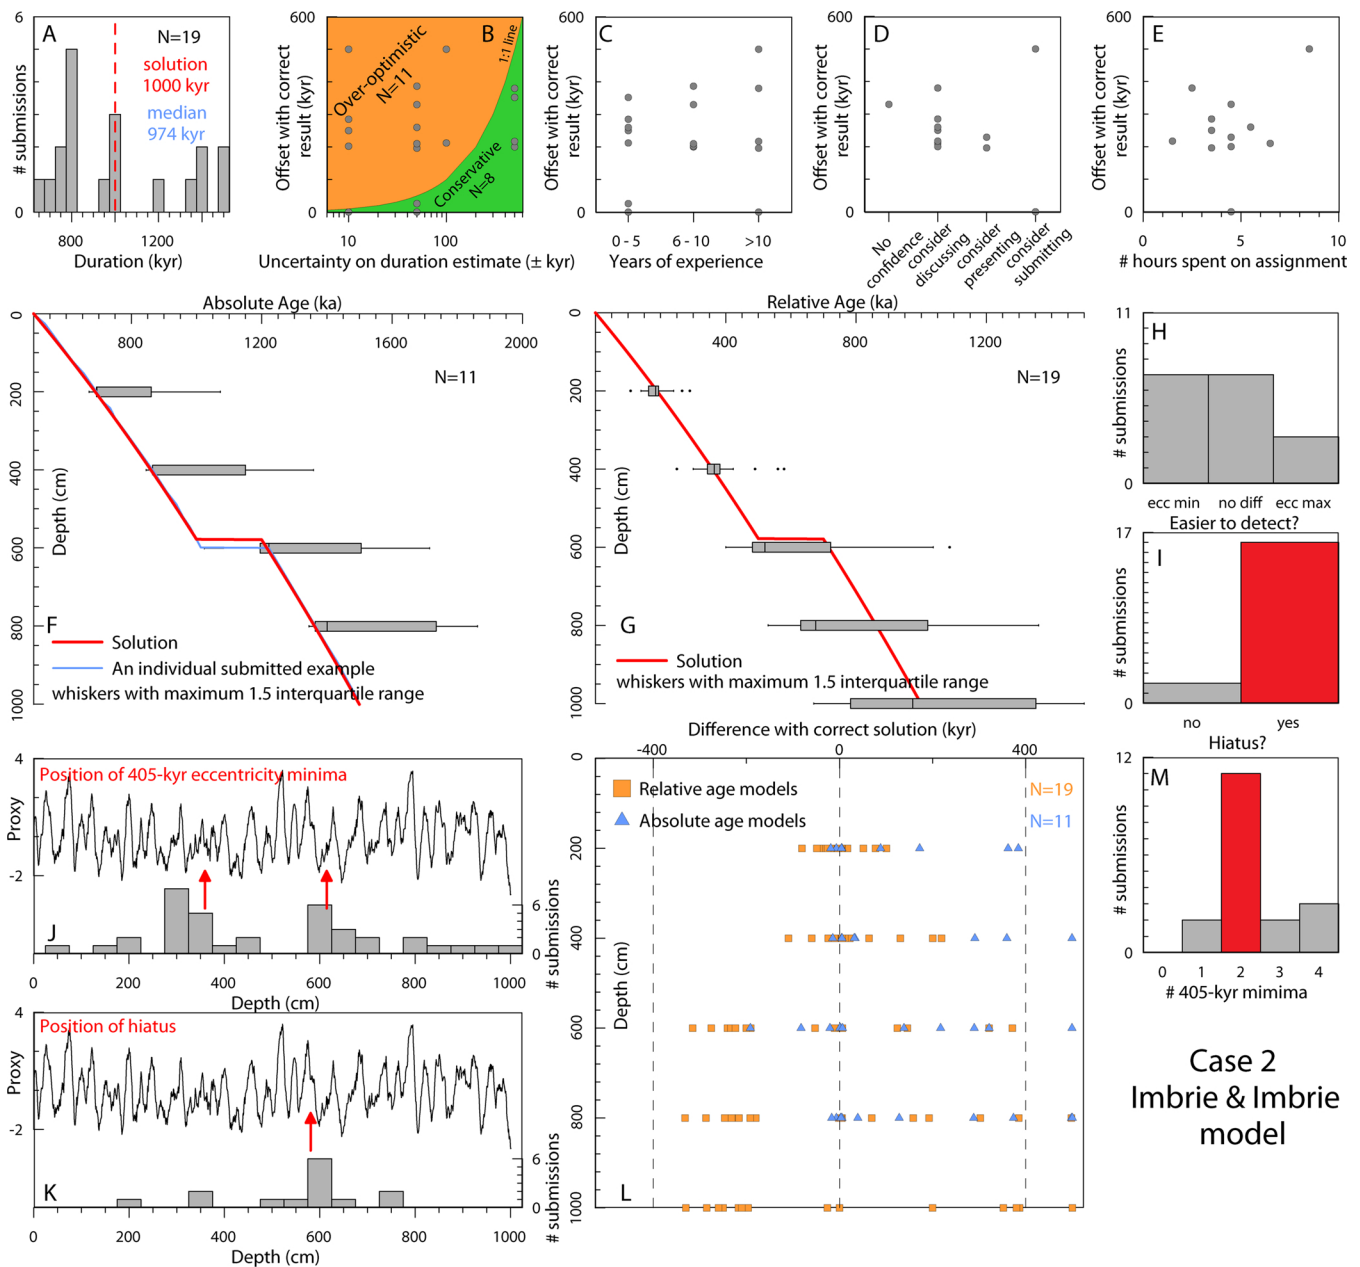 A
N=19
solution
1000 kyr
median
974 kyr
6
0
# submissions
800
1200
Duration (kyr)
B
Over-optimistic
N=11
1:1 line
Conservative
N=8
600
0
Offset with correct
result (kyr)
10
100
Uncertainty on duration estimate (± kyr)
C
600
0
Offset with correct
result (kyr)
0 - 5
6 - 10
>10
Years of experience
D
600
0
Offset with correct
result (kyr)
No
confidence
consider
discussing
consider
presenting
consider
submitting
E
600
0
Offset with correct
result (kyr)
0
5
10
# hours spent on assignment
Absolute Age (ka)
800
1200
1600
2000
N=11
0
200
400
600
800
1000
Depth (cm)
F
Solution
An individual submitted example
whiskers with maximum 1.5 interquartile range
Relative Age (ka)
400
800
1200
N=19
0
200
400
600
800
1000
Depth (cm)
G
Solution
whiskers with maximum 1.5 interquartile range
H
11
0
# submissions
ecc min
no diff
ecc max
Easier to detect?
I
17
0
# submissions
no
yes
Hiatus?
Position of 405-kyr eccentricity minima
4
-2
Proxy
J
6
0
# submissions
0
200
400
600
800
1000
Depth (cm)
Position of hiatus
4
-2
Proxy
K
6
0
# submissions
0
200
400
600
800
1000
Depth (cm)
Difference with correct solution (kyr)
-400
0
400
Relative age models
N=19
Absolute age models
N=11
0
200
400
600
800
1000
Depth (cm)
L
M
12
0
# submissions
0
1
2
3
4
# 405-kyr mimima
Case 2
Imbrie & Imbrie
model